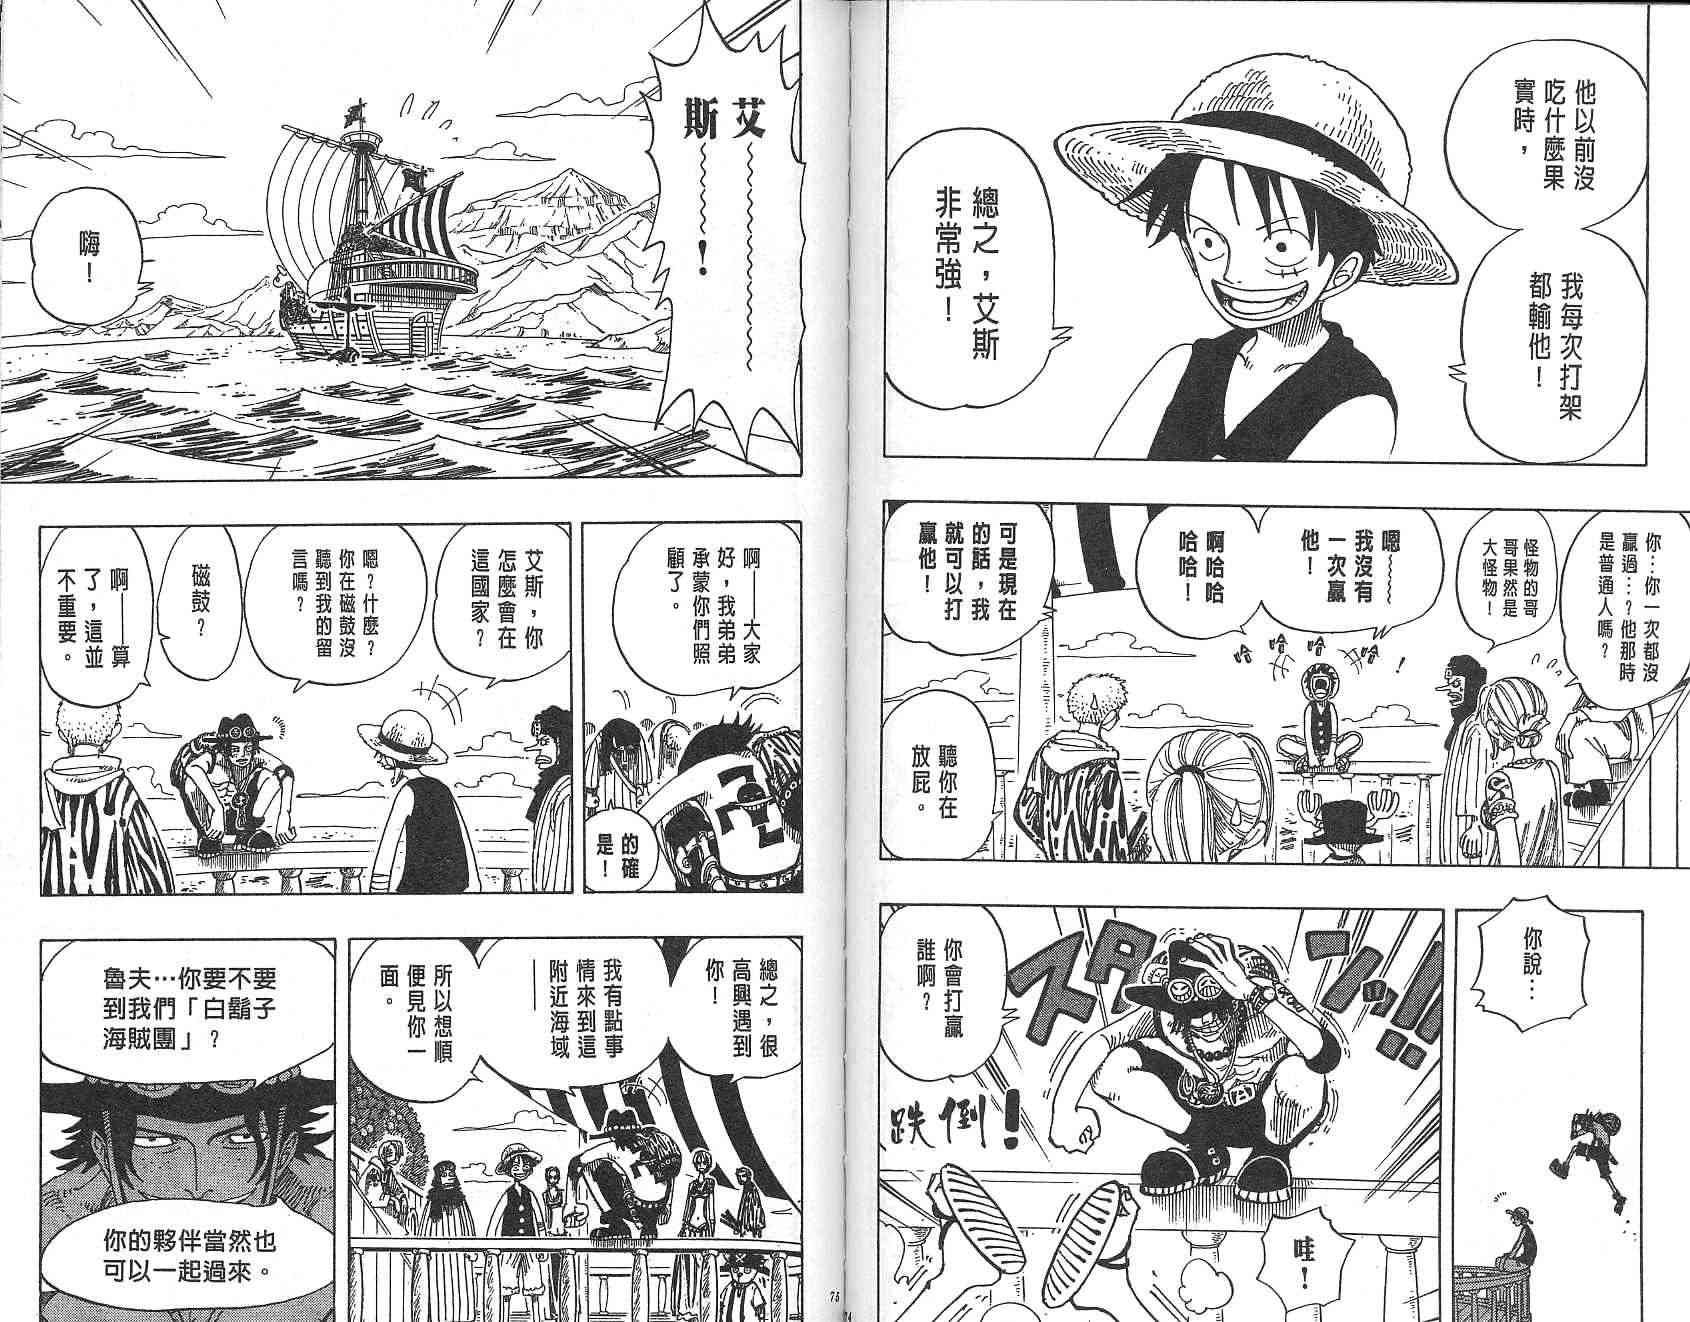 他以前沒
吃什麼果
實時，
我每次打架
都輸他！
總之，艾斯
非常強！
你…你一次都沒
贏過…？他那時
是普通人嗎？
怪物的哥
哥果然是
大怪物！
嗯～～
我沒有
一次贏
他！
啊哈哈
哈哈！
可是現在
的話，我
就可以打
贏他！
哈哈哈哈哈！
聽你在
放屁。
你說…
你會打贏
誰啊？
スタン!!!
跌倒！
哇！
74
艾～～～～
斯～～～～！
嗨！
啊——大家
好，我弟弟
承蒙你們照
顧了。
的確
是！
艾斯，你
怎麼會在
這國家？
嗯？什麼？
你在磁鼓沒
聽到我的留
言嗎？
磁鼓？
啊——算
了，這並
不重要。
總之，很
高興遇到
你！
我有點事
情來到這
附近海域
——
所以想順
便見你一
面。
魯夫…你要不要
到我們「白鬍子
海賊團」？
你的夥伴當然也
可以一起過來。
75